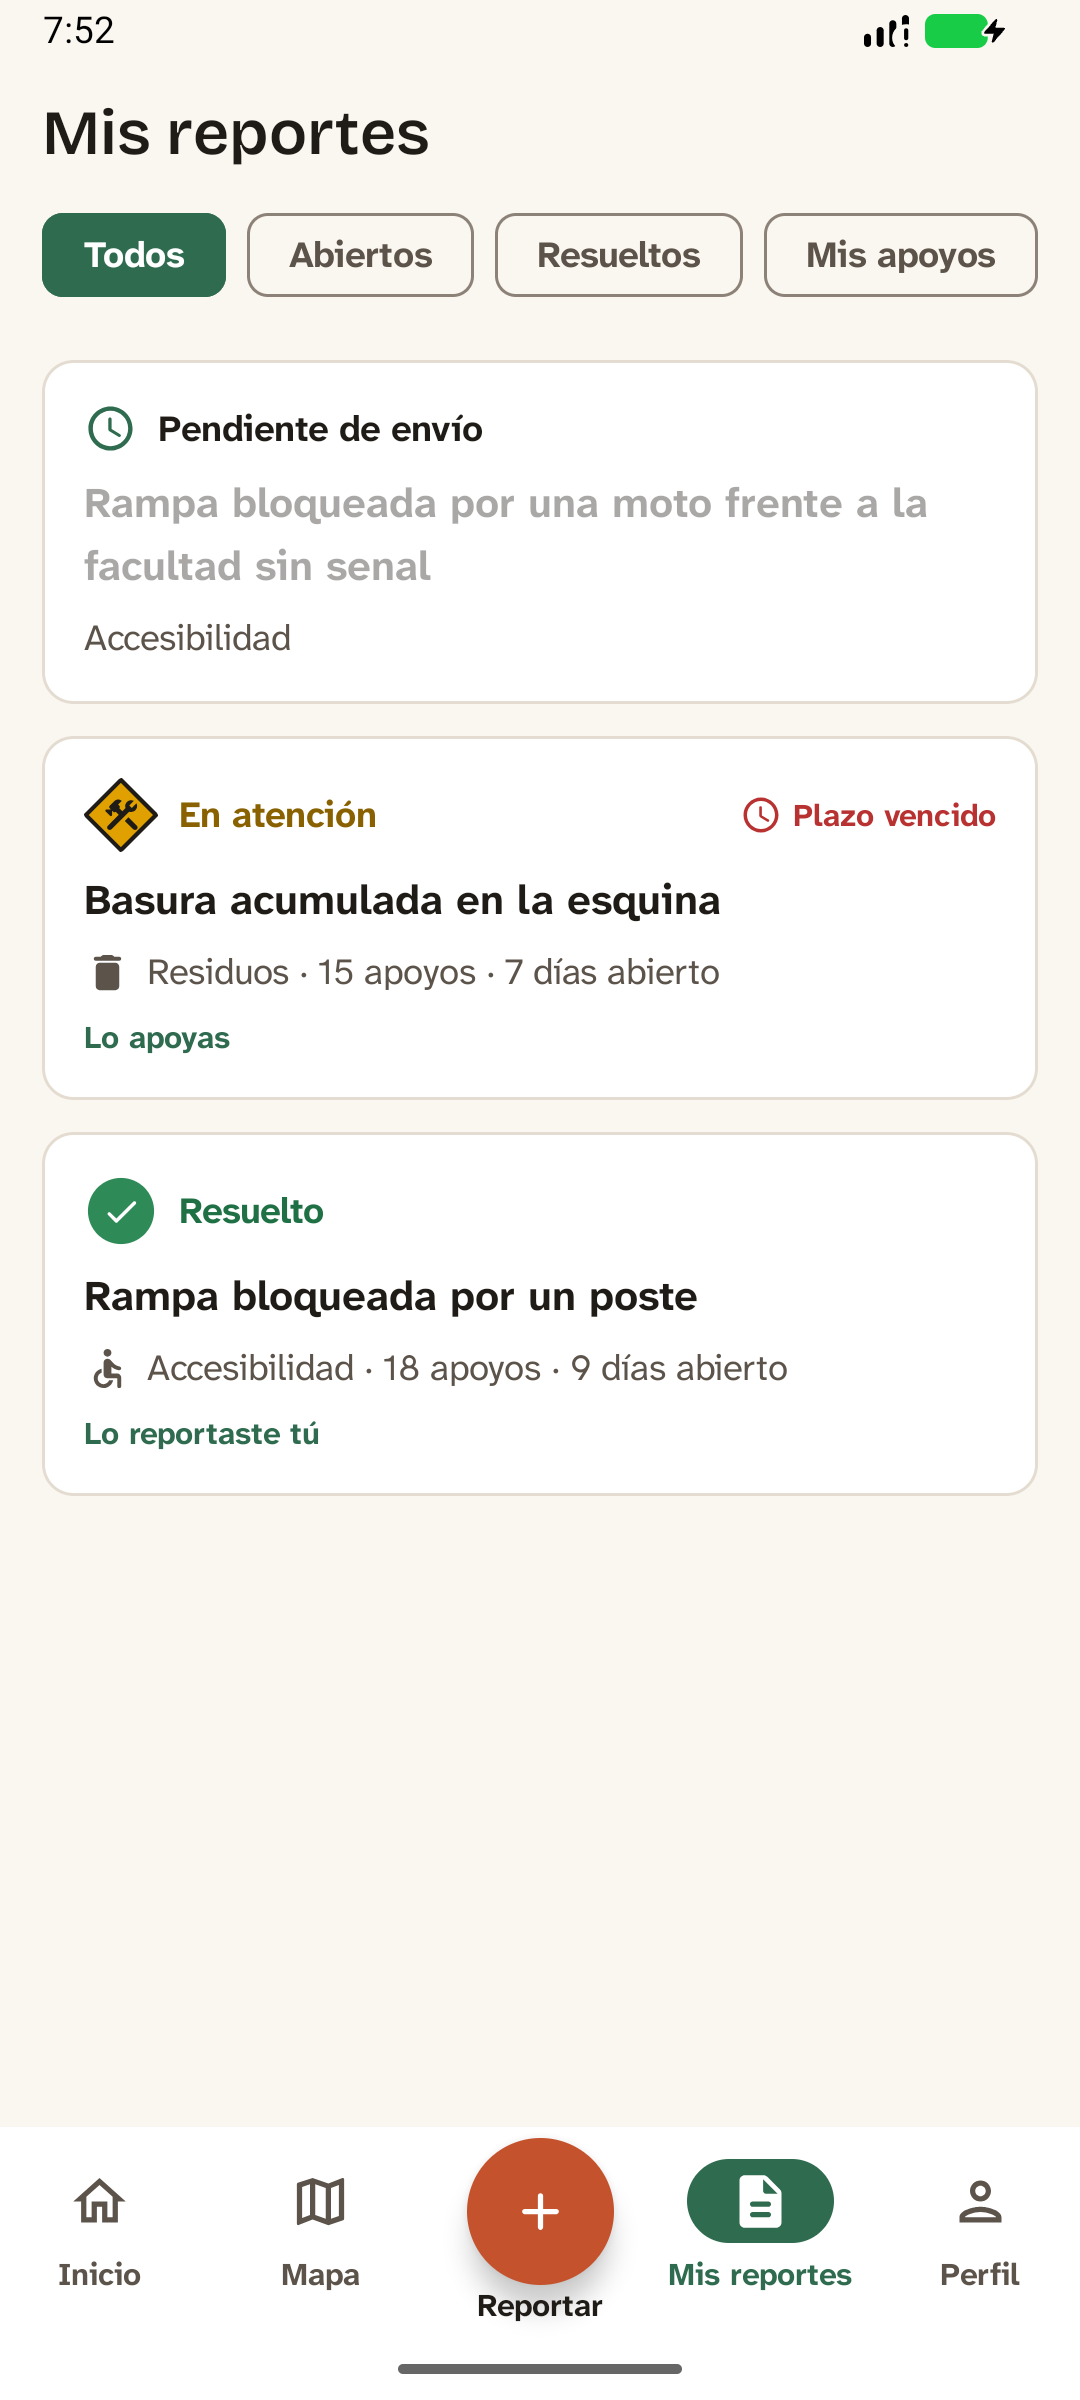 7:52
Mis reportes
Todos
Abiertos
Resueltos
Mis apoyos
Pendiente de envío
Rampa bloqueada por una moto frente a la
facultad sin senal
Accesibilidad
En atención
Plazo vencido
Basura acumulada en la esquina
Residuos · 15 apoyos · 7 días abierto
Lo apoyas
Resuelto
Rampa bloqueada por un poste
Accesibilidad · 18 apoyos · 9 días abierto
Lo reportaste tú
Inicio
Mapa
Reportar
Mis reportes
Perfil